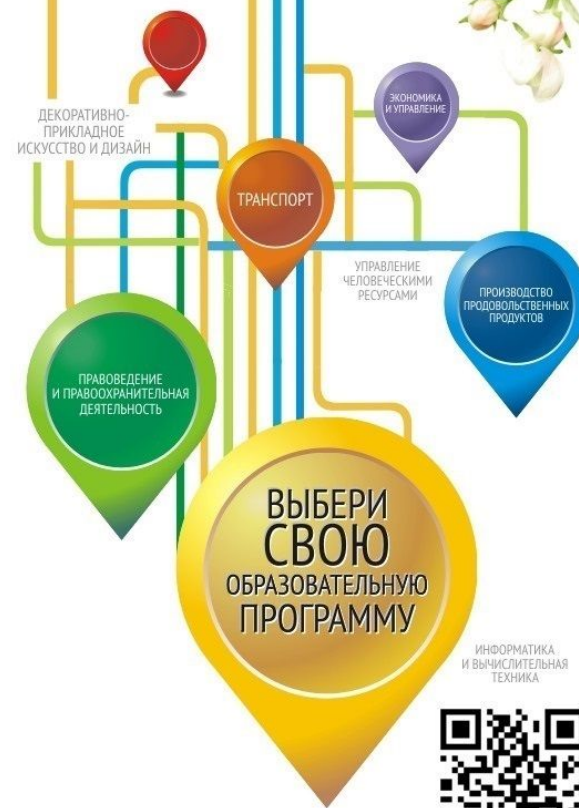 ДЕКОРАТИВНО-
ПРИКЛАДНОЕ
ИСКУССТВО И ДИЗАЙН
ЭКОНОМИКА
И УПРАВЛЕНИЕ
ТРАНСПОРТ
УПРАВЛЕНИЕ
ЧЕЛОВЕЧЕСКИМИ
РЕСУРСАМИ
ПРОИЗВОДСТВО
ПРОДОВОЛЬСТВЕННЫХ
ПРОДУКТОВ
ПРАВОВЕДЕНИЕ
И ПРАВООХРАНИТЕЛЬНАЯ
ДЕЯТЕЛЬНОСТЬ
ВЫБЕРИ
СВОЮ
ОБРАЗОВАТЕЛЬНУЮ
ПРОГРАММУ
ИНФОРМАТИКА
И ВЫЧИСЛИТЕЛЬНАЯ
ТЕХНИКА